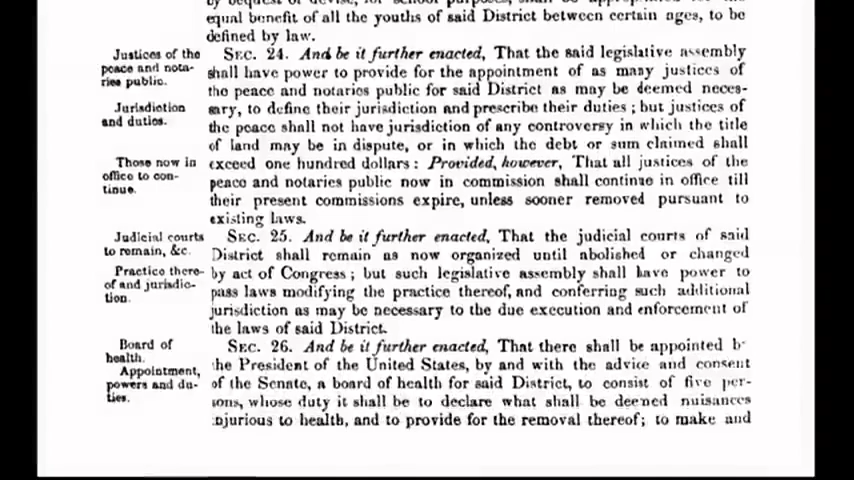 by bequest or devise, for school purposes, shall be appropriated for the
equal benefit of all the youths of said District between certain ages, to be
defined by law.
Justices of the
peace and nota-
ries public.
SEC. 24. And be it further enacted, That the said legislative assembly
shall have power to provide for the appointment of as many justices of
the peace and notaries public for said District as may be deemed neces-
Jurisdiction
and duties.
sary, to define their jurisdiction and prescribe their duties; but justices of
the peace shall not have jurisdiction of any controversy in which the title
of land may be in dispute, or in which the debt or sum claimed shall
Those now in
office to con-
tinue.
exceed one hundred dollars: Provided, however, That all justices of the
peace and notaries public now in commission shall continue in office till
their present commissions expire, unless sooner removed pursuant to
existing laws.
Judicial courts
to remain, &c.
SEC. 25. And be it further enacted, That the judicial courts of said
District shall remain as now organized until abolished or changed
Practice there-
of and jurisdic-
tion.
by act of Congress; but such legislative assembly shall have power to
pass laws modifying the practice thereof, and conferring such additional
jurisdiction as may be necessary to the due execution and enforcement of
the laws of said District.
Board of
health.
Appointment,
powers and du-
ties.
SEC. 26. And be it further enacted, That there shall be appointed b
the President of the United States, by and with the advice and consent
of the Senate, a board of health for said District, to consist of five per-
sons, whose duty it shall be to declare what shall be deemed nuisances
injurious to health, and to provide for the removal thereof; to make and